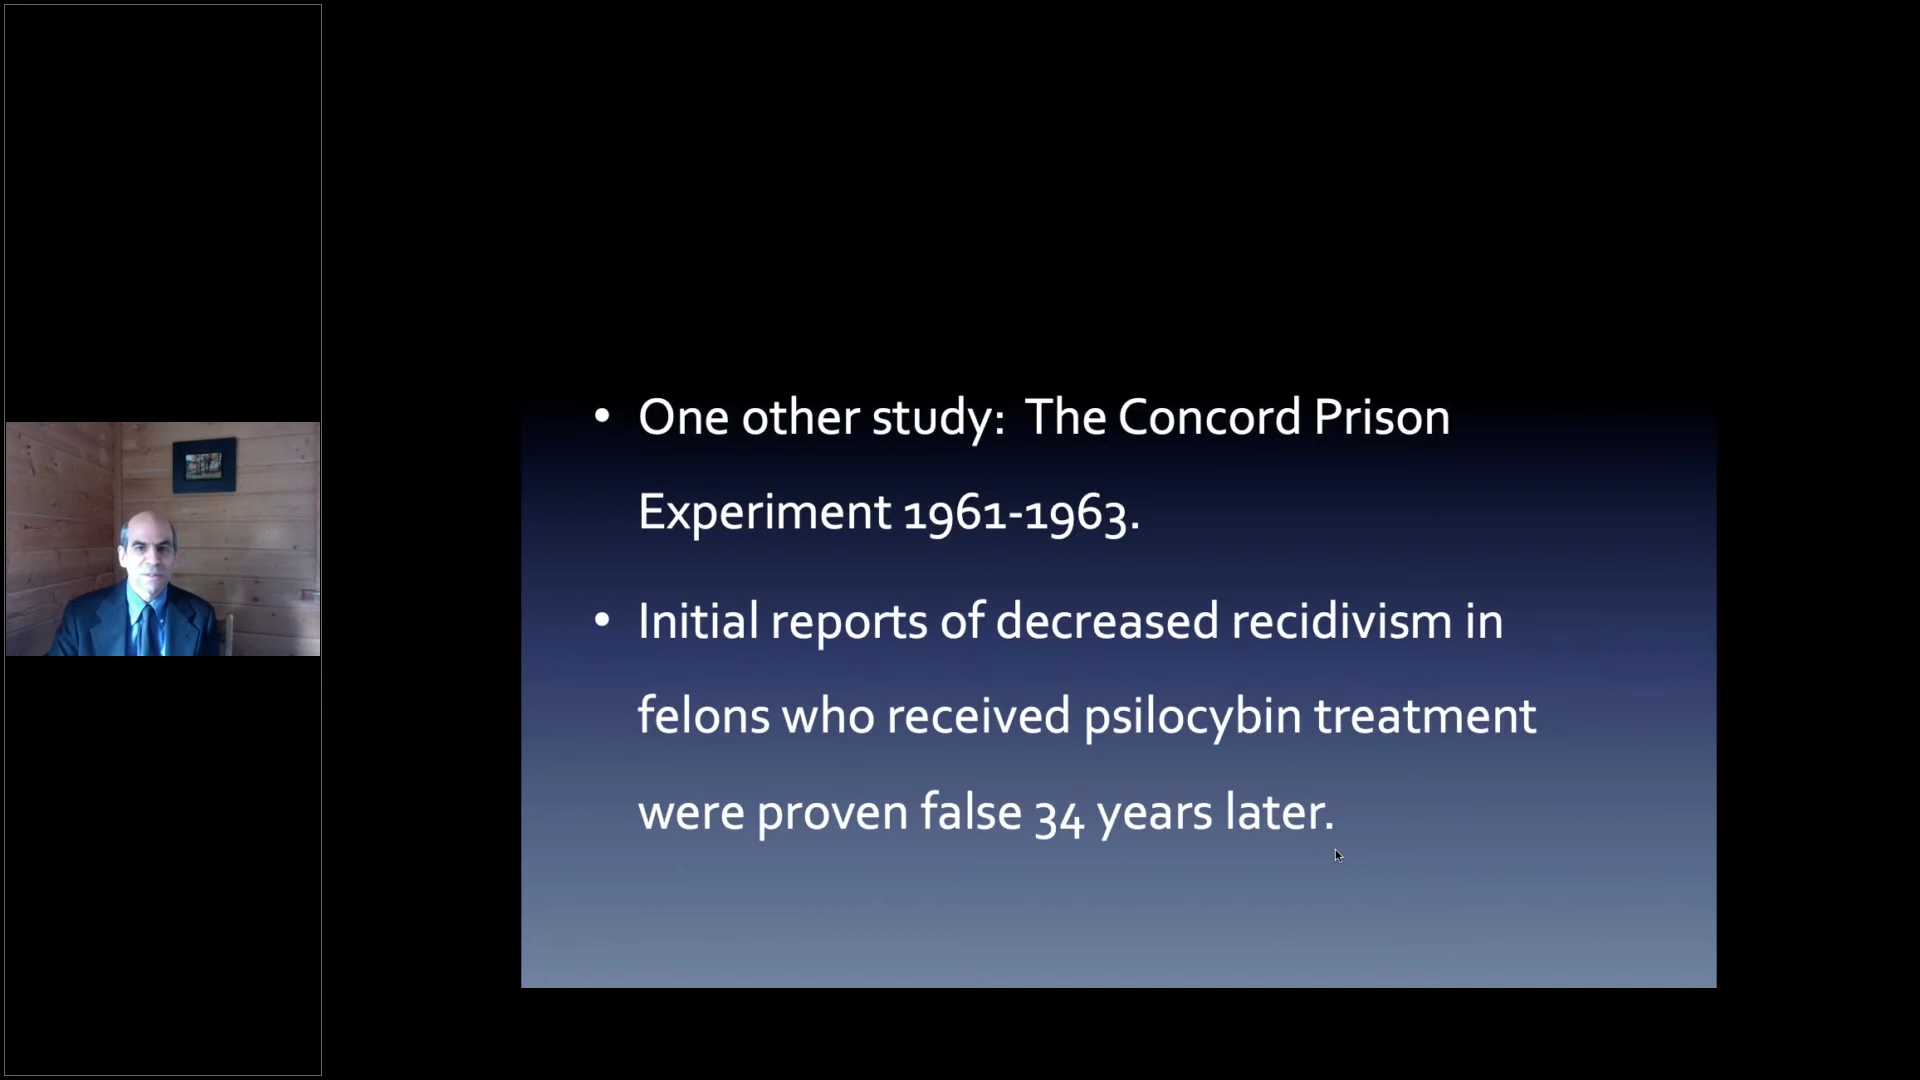 • One other study:  The Concord Prison
Experiment 1961-1963.
• Initial reports of decreased recidivism in
felons who received psilocybin treatment
were proven false 34 years later.